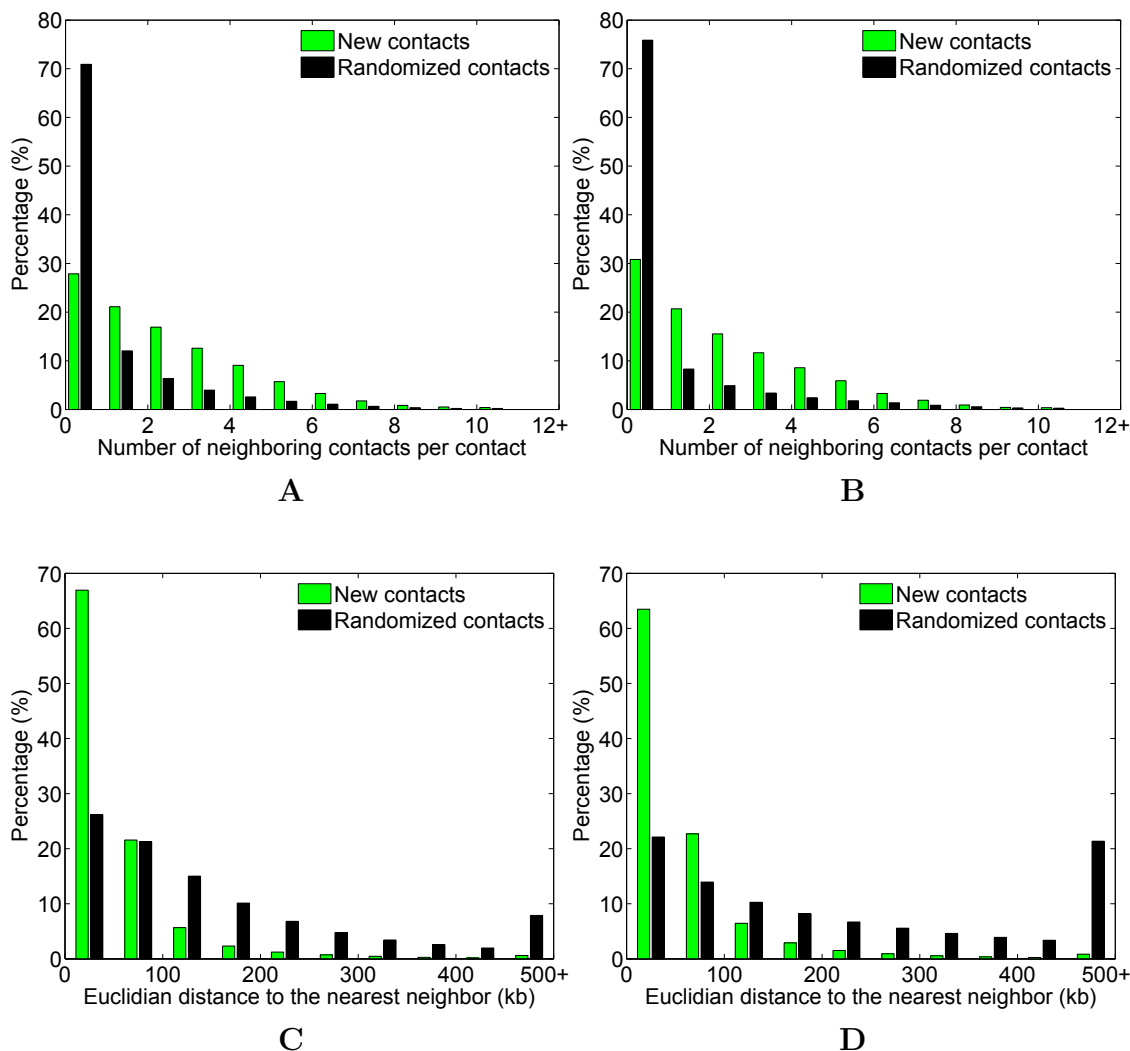 80
70
60
50
40
30
20
10
0
Percentage (%)
New contacts
Randomized contacts
0 2 4 6 8 10 12+
Number of neighboring contacts per contact
A
80
70
60
50
40
30
20
10
0
Percentage (%)
New contacts
Randomized contacts
0 2 4 6 8 10 12+
Number of neighboring contacts per contact
B
70
60
50
40
30
20
10
0
Percentage (%)
New contacts
Randomized contacts
0 100 200 300 400 500+
Euclidian distance to the nearest neighbor (kb)
C
70
60
50
40
30
20
10
0
Percentage (%)
New contacts
Randomized contacts
0 100 200 300 400 500+
Euclidian distance to the nearest neighbor (kb)
D